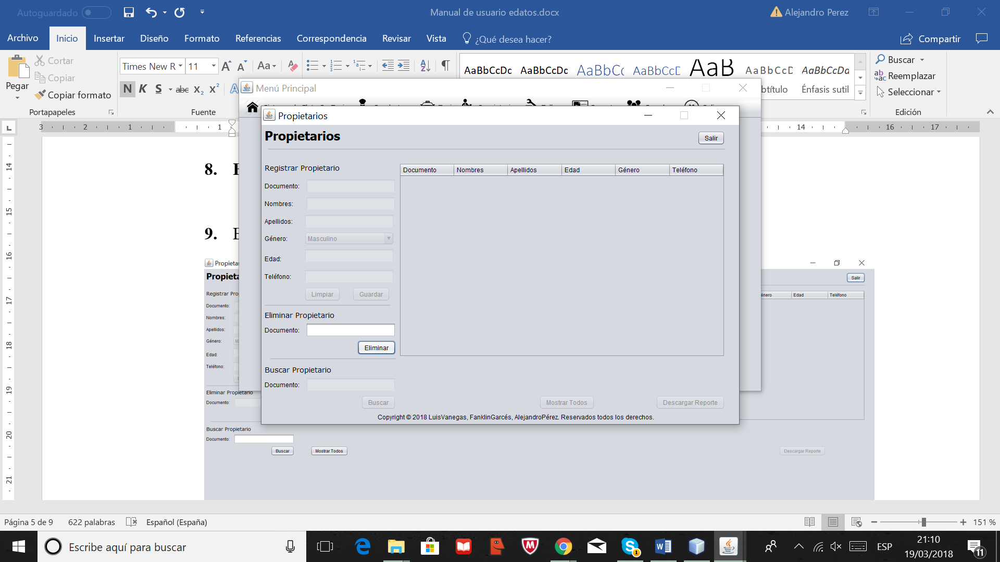 Autoguardado
Manual de usuario edatos.docx
Alejandro Perez
Archivo Inicio Insertar Diseño Formato Referencias Correspondencia Revisar Vista ¿Qué desea hacer? Compartir
Pegar
Cortar
Copiar
Copiar formato
Portapapeles
Times New R 11
Aa
N K S abc X₂ X²
Fuente
AaBbCcDc AaBbCcDc AaBbCc AaBbCcD AaB AaBbCcD AaBbCcDa
btítulo Énfasis sutil
Buscar
Reemplazar
Seleccionar
Edición
3 2 1 1 14 16 17
14
15
16
17
18
19
20
21
8.
9.
Menú Principal
Propietarios
Propietarios
Salir
Registrar Propietario
Documento:
Nombres:
Apellidos:
Género: Masculino
Edad:
Teléfono:
Limpiar Guardar
Eliminar Propietario
Documento:
Eliminar
Buscar Propietario
Documento:
Buscar
Documento Nombres Apellidos Edad Género Teléfono
Mostrar Todos Descargar Reporte
Copyright © 2018 LuisVanegas, FanklinGarcés, AlejandroPérez. Reservados todos los derechos.
Propieta
Propieta
Salir
Registrar Pro
Documento:
Nombres:
Apellidos:
Género:
Edad:
Teléfono:
énero Edad Teléfono
Eliminar Propietario
Documento:
Buscar Propietario
Documento:
Buscar Mostrar Todos Descargar Reporte
Página 5 de 9 622 palabras Español (España) 151 %
Escribe aquí para buscar
1
ESP
21:10
19/03/2018
11